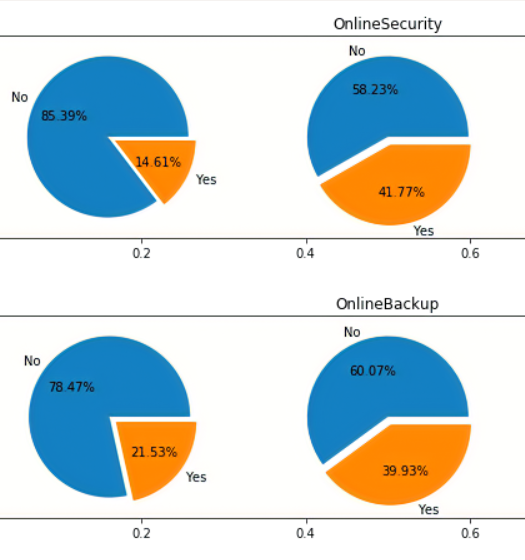 OnlineSecurity
No
85.39%
14.61%
Yes
No
58.23%
41.77%
Yes
0.2
0.4
0.6
OnlineBackup
No
78.47%
21.53%
Yes
No
60.07%
39.93%
Yes
0.2
0.4
0.6